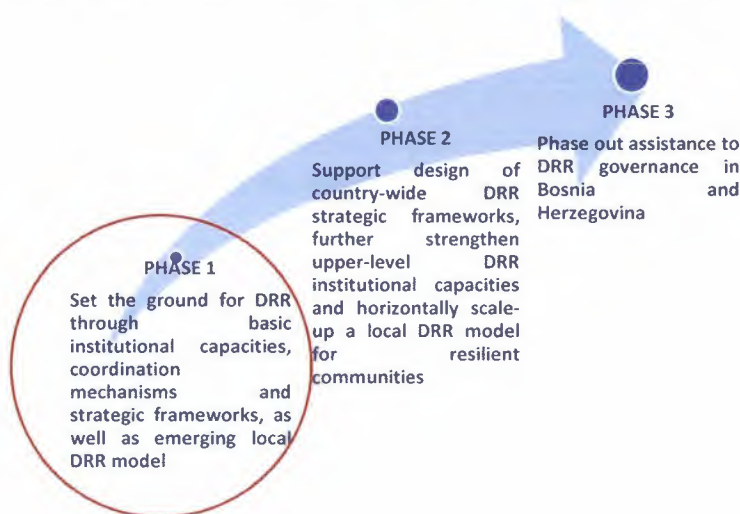 PHASE 1
Set the ground for DRR
through basic
institutional capacities,
coordination
mechanisms and
strategic frameworks, as
well as emerging local
DRR model
PHASE 2
Support design of
country-wide DRR
strategic frameworks,
further strengthen
upper-level DRR
institutional capacities
and horizontally scale-
up a local DRR model
for resilient
communities
PHASE 3
Phase out assistance to
DRR governance in
Bosnia and
Herzegovina